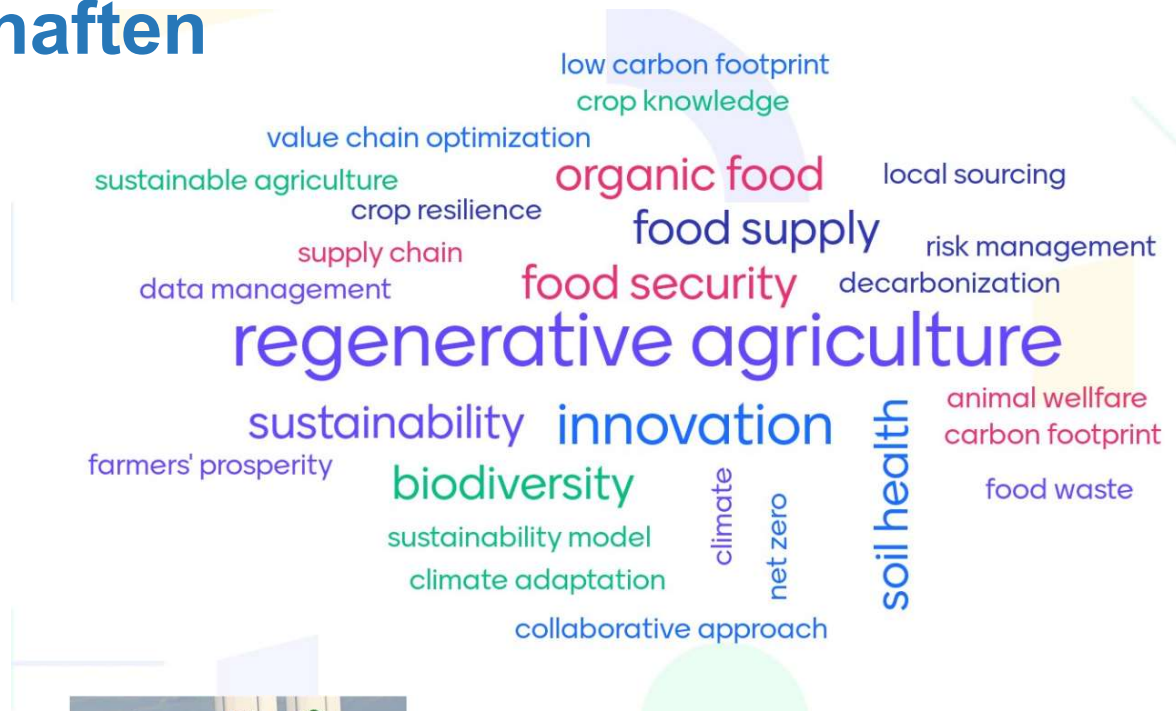 haften
low carbon footprint
crop knowledge
value chain optimization
organic food
local sourcing
sustainable agriculture
crop resilience
food supply
supply chain
risk management
data management
food security
decarbonization
regenerative agriculture
animal wellfare
sustainability
innovation
soil health
carbon footprint
farmers' prosperity
biodiversity
climate
net zero
food waste
sustainability model
climate adaptation
collaborative approach